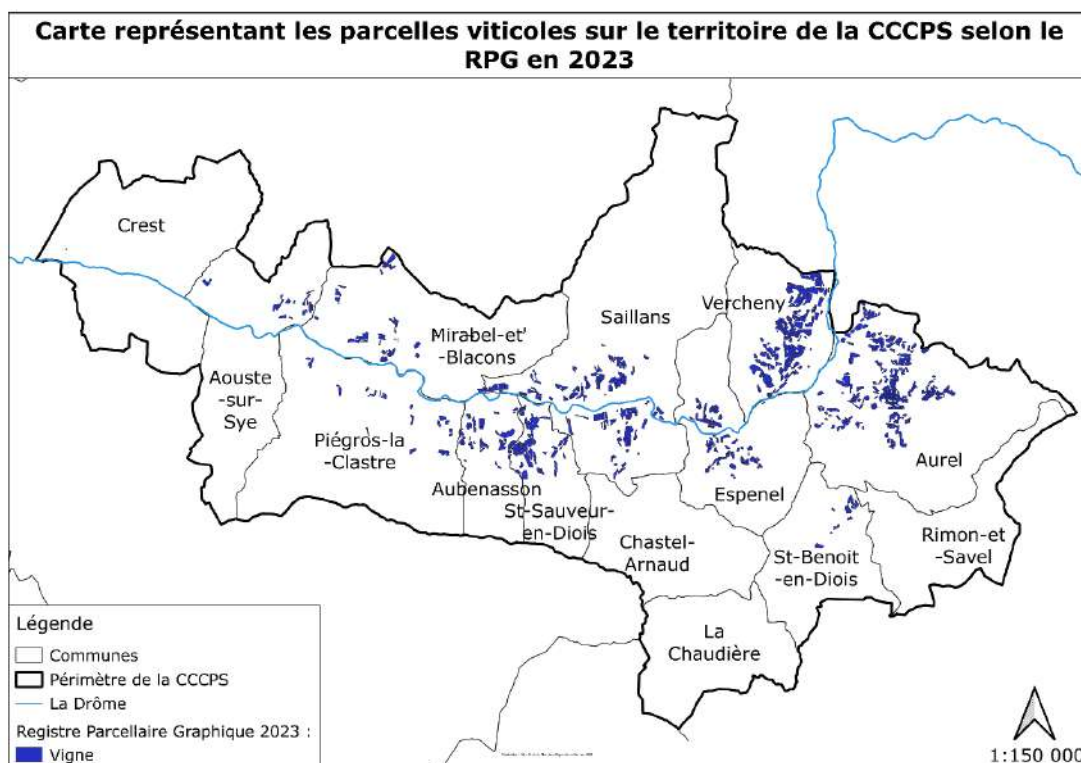 Carte représentant les parcelles viticoles sur le territoire de la CCCPS selon le
RPG en 2023
Crest
Vercheny
Saillans
Mirabel-et'
-Blacons
Aouste
-sur-
Sye
Piégros-la
-Clastre
Aurel
Aubenasson
Espenel
St-Sauveur-
en-Diois
Chastel-
Arnaud
St-Benoit
-en-Diois
Rimon-et
-Savel
La
Chaudière
Légende
Communes
Périmètre de la CCCPS
La Drôme
Registre Parcellaire Graphique 2023 :
Vigne
1:150 000